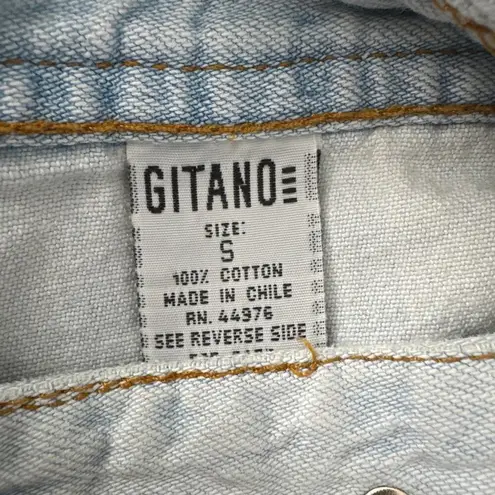 GITANO
SIZE:
S
100% COTTON
MADE IN CHILE
RN. 44976
SEE REVERSE SIDE